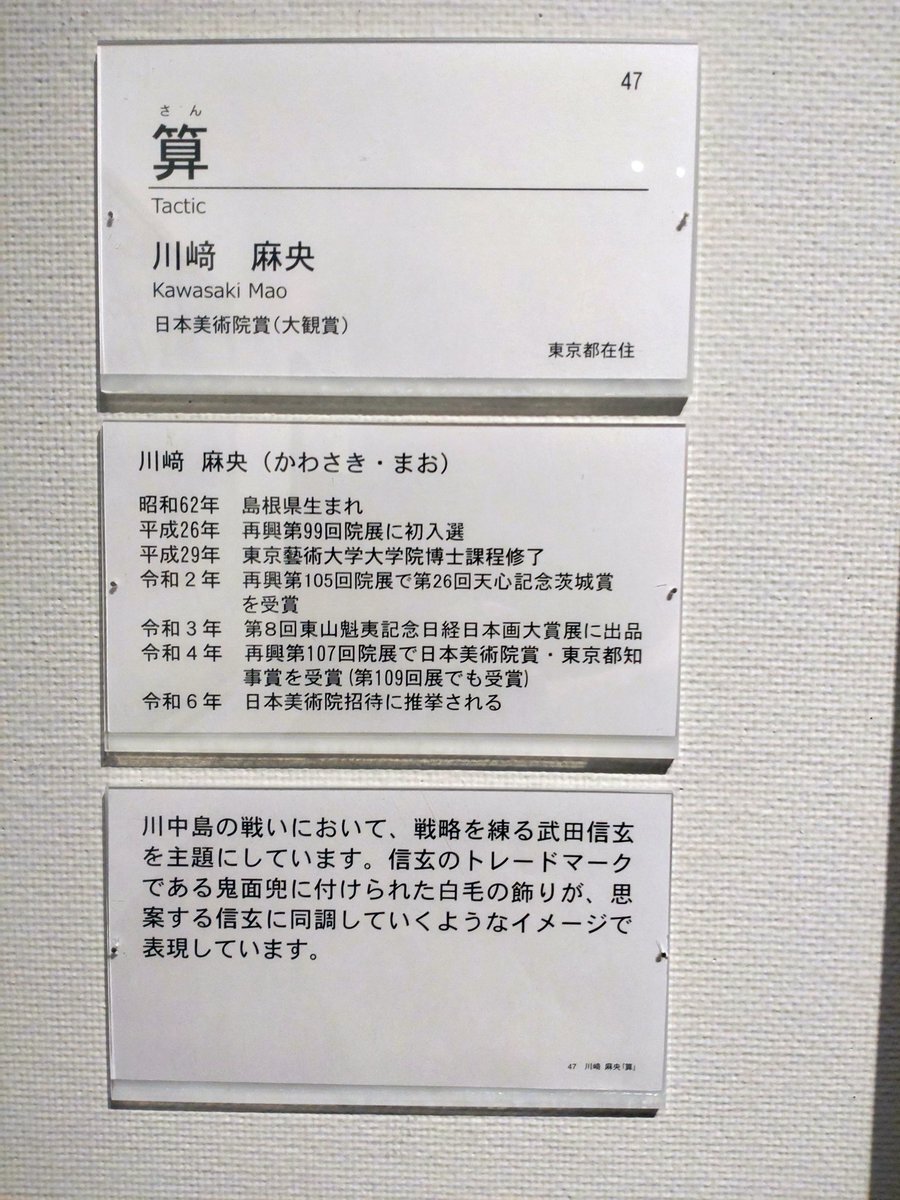 47
さん
算
Tactic
川﨑　麻央
Kawasaki Mao
日本美術院賞（大観賞）
東京都在住
川﨑 麻央（かわさき・まお）
昭和62年　島根県生まれ
平成26年　再興第99回院展に初入選
平成29年　東京藝術大学大学院博士課程修了
令和２年　再興第105回院展で第26回天心記念茨城賞
を受賞
令和３年　第８回東山魁夷記念日経日本画大賞展に出品
令和４年　再興第107回院展で日本美術院賞・東京都知
事賞を受賞(第109回展でも受賞)
令和６年　日本美術院招待に推挙される
川中島の戦いにおいて、戦略を練る武田信玄
を主題にしています。信玄のトレードマーク
である鬼面兜に付けられた白毛の飾りが、思
案する信玄に同調していくようなイメージで
表現しています。
47　川﨑 麻央「算」